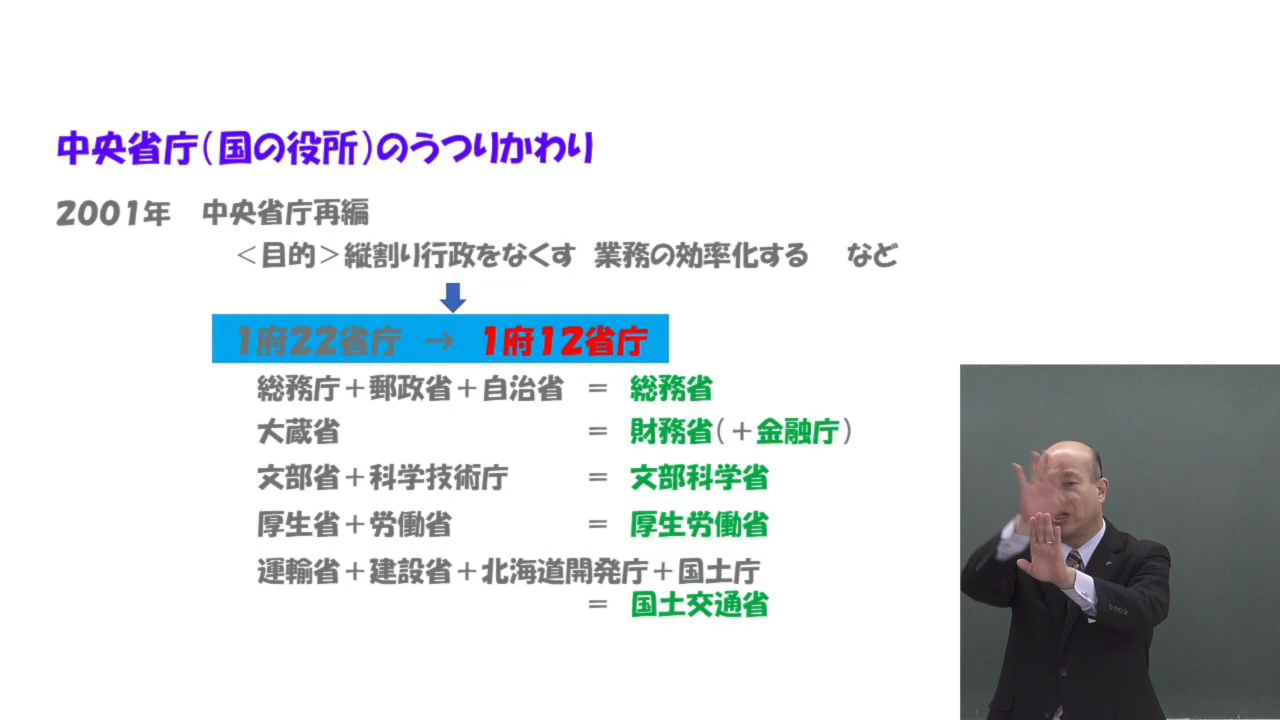 中央省庁(国の役所)のうつりかわり
2001年　中央省庁再編
＜目的＞縦割り行政をなくす　業務の効率化する　など
1府22省庁　→　1府12省庁
総務庁＋郵政省＋自治省　＝　総務省
大蔵省　＝　財務省(＋金融庁)
文部省＋科学技術庁　＝　文部科学省
厚生省＋労働省　＝　厚生労働省
運輸省＋建設省＋北海道開発庁＋国土庁
＝　国土交通省